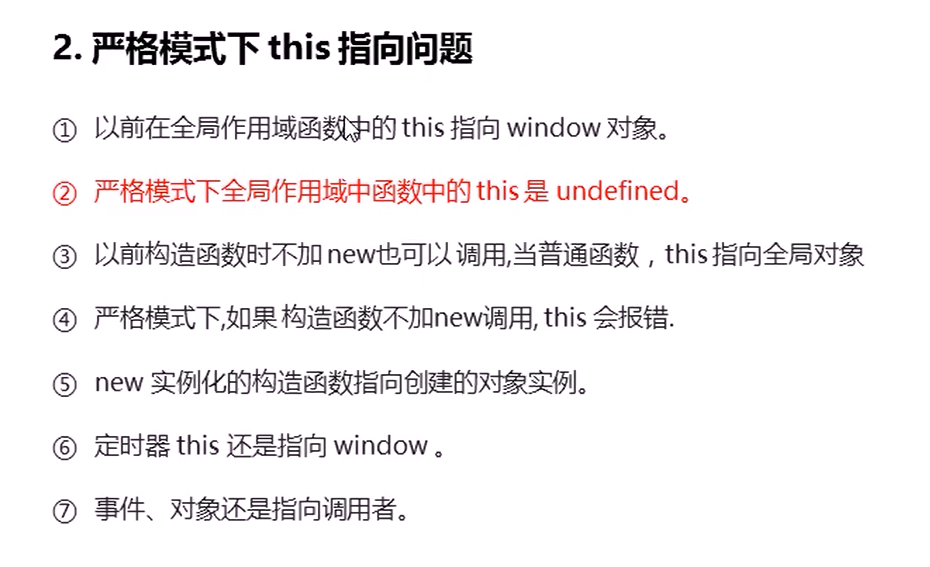 2. 严格模式下 this 指向问题
① 以前在全局作用域函数中的 this 指向 window 对象。
② 严格模式下全局作用域中函数中的 this 是 undefined。
③ 以前构造函数时不加 new也可以 调用,当普通函数，this 指向全局对象
④ 严格模式下,如果 构造函数不加new调用, this 会报错.
⑤ new 实例化的构造函数指向创建的对象实例。
⑥ 定时器 this 还是指向 window 。
⑦ 事件、对象还是指向调用者。